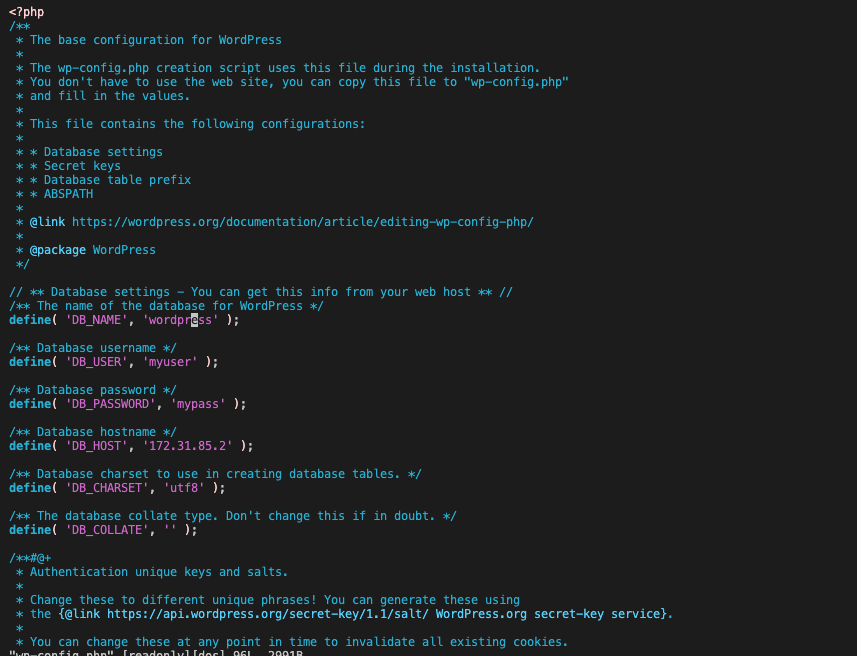 <?php
/**
 * The base configuration for WordPress
 *
 * The wp-config.php creation script uses this file during the installation.
 * You don't have to use the web site, you can copy this file to "wp-config.php"
 * and fill in the values.
 *
 * This file contains the following configurations:
 *
 * * Database settings
 * * Secret keys
 * * Database table prefix
 * * ABSPATH
 *
 * @link https://wordpress.org/documentation/article/editing-wp-config-php/
 *
 * @package WordPress
 */

// ** Database settings - You can get this info from your web host ** //
/** The name of the database for WordPress */
define( 'DB_NAME', 'wordpress' );

/** Database username */
define( 'DB_USER', 'myuser' );

/** Database password */
define( 'DB_PASSWORD', 'mypass' );

/** Database hostname */
define( 'DB_HOST', '172.31.85.2' );

/** Database charset to use in creating database tables. */
define( 'DB_CHARSET', 'utf8' );

/** The database collate type. Don't change this if in doubt. */
define( 'DB_COLLATE', '' );

/**#@+
 * Authentication unique keys and salts.
 *
 * Change these to different unique phrases! You can generate these using
 * the {@link https://api.wordpress.org/secret-key/1.1/salt/ WordPress.org secret-key service}.
 *
 * You can change these at any point in time to invalidate all existing cookies.
"wp-config.php" [readonly][dos] 96L, 2991B